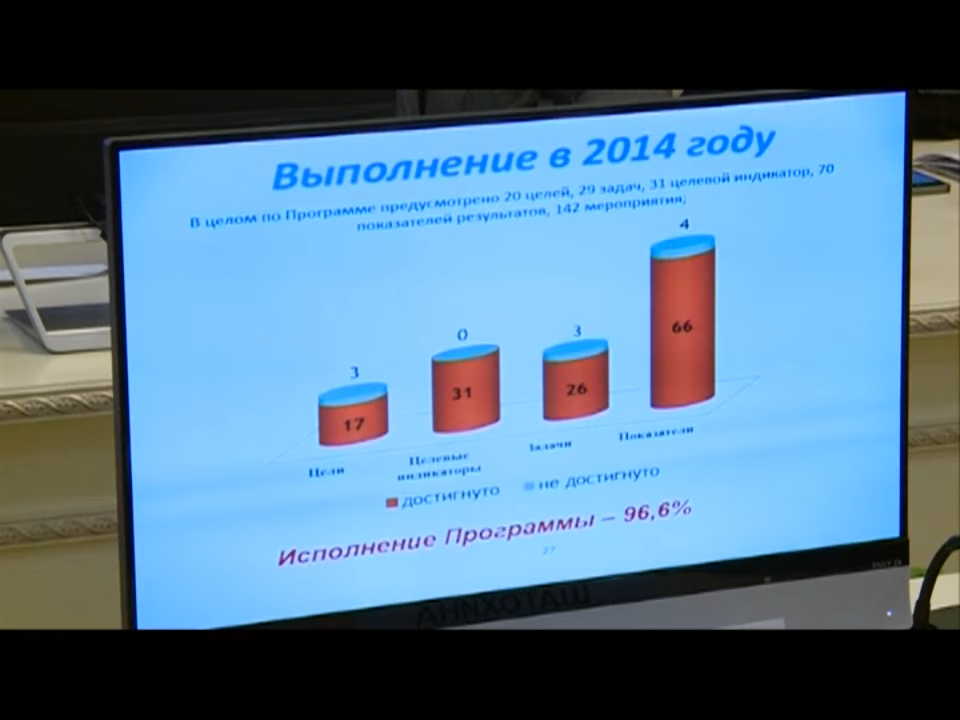 Выполнение в 2014 году
В целом по Программе предусмотрено 20 целей, 29 задач, 31 целевой индикатор, 70
показателей результатов, 142 мероприятия;
4
0
3
3
66
31
26
17
Цели
Целевые
индикаторы
Задачи
Показатели
достигнуто
не достигнуто
Исполнение Программы – 96,6%
27